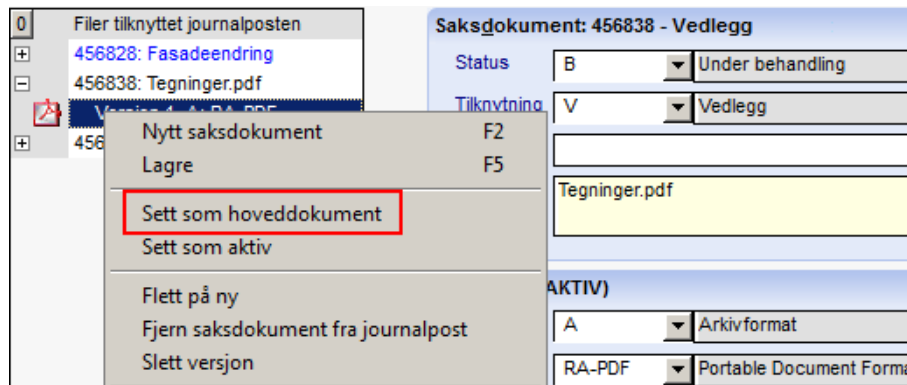 0 Filer tilknyttet journalposten
456828: Fasadeendring
456838: Tegninger.pdf
456
Nytt saksdokument F2
Lagre F5
Sett som hoveddokument
Sett som aktiv
Flett på ny
Fjern saksdokument fra journalpost
Slett versjon
Saksdokument: 456838 - Vedlegg
Status B Under behandling
Tilknytning V Vedlegg
Tegninger.pdf
AKTIV)
A Arkivformat
RA-PDF Portable Document Forma